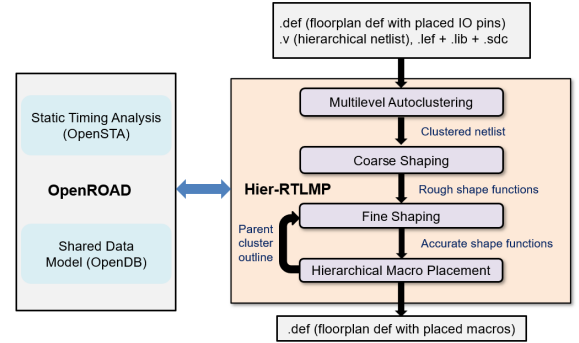 .def (floorplan def with placed IO pins)
.v (hierarchical netlist), .lef + .lib + .sdc
Static Timing Analysis
(OpenSTA)
OpenROAD
Shared Data
Model (OpenDB)
Hier-RTLMP
Multilevel Autoclustering
Clustered netlist
Coarse Shaping
Rough shape functions
Fine Shaping
Parent
cluster
outline
Accurate shape functions
Hierarchical Macro Placement
.def (floorplan def with placed macros)